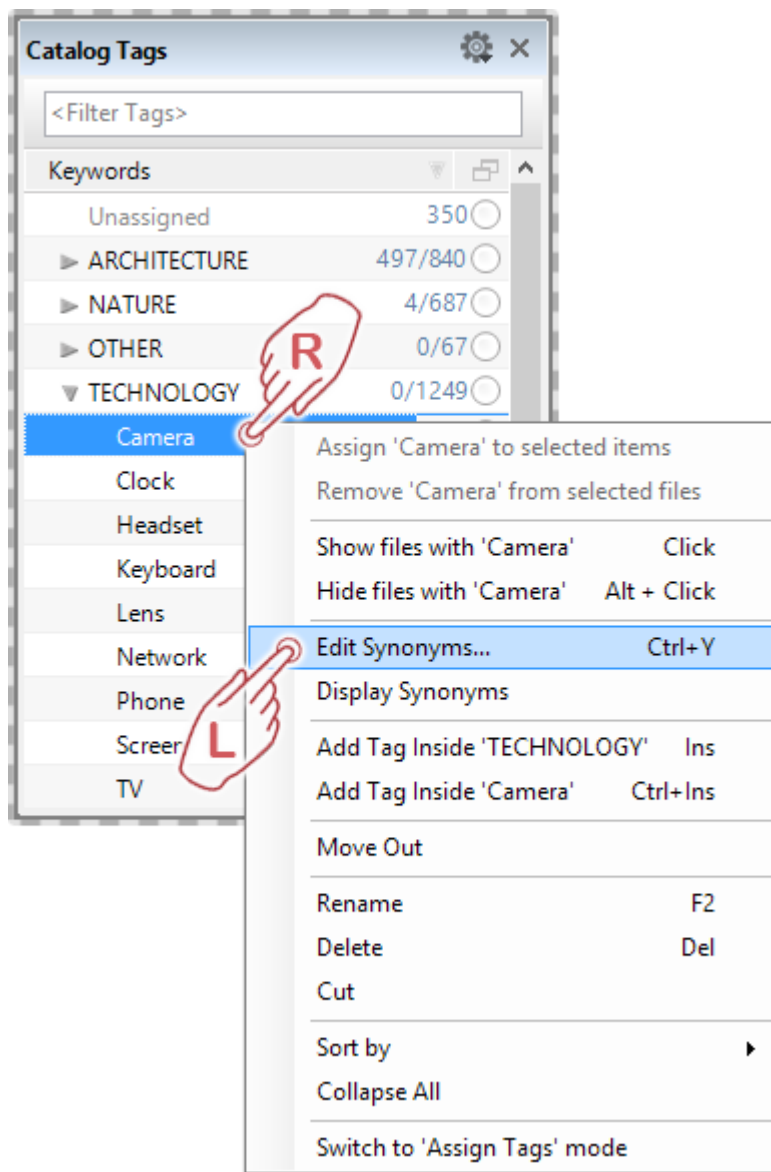 Catalog Tags
<Filter Tags>
Keywords
Unassigned 350
ARCHITECTURE 497/840
NATURE 4/687
OTHER 0/67
TECHNOLOGY 0/1249
Camera
Clock
Headset
Keyboard
Lens
Network
Phone
Screen
TV
R
L
Assign 'Camera' to selected items
Remove 'Camera' from selected files
Show files with 'Camera' Click
Hide files with 'Camera' Alt + Click
Edit Synonyms... Ctrl+Y
Display Synonyms
Add Tag Inside 'TECHNOLOGY' Ins
Add Tag Inside 'Camera' Ctrl+Ins
Move Out
Rename F2
Delete Del
Cut
Sort by
Collapse All
Switch to 'Assign Tags' mode